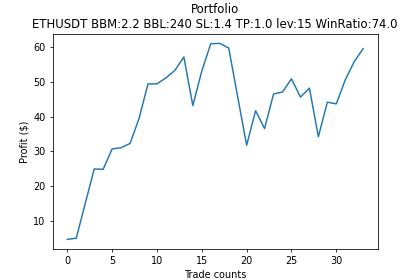 Portfolio
ETHUSDT BBM:2.2 BBL:240 SL:1.4 TP:1.0 lev:15 WinRatio:74.0
60
50
40
30
20
10
Profit ($)
0 5 10 15 20 25 30
Trade counts